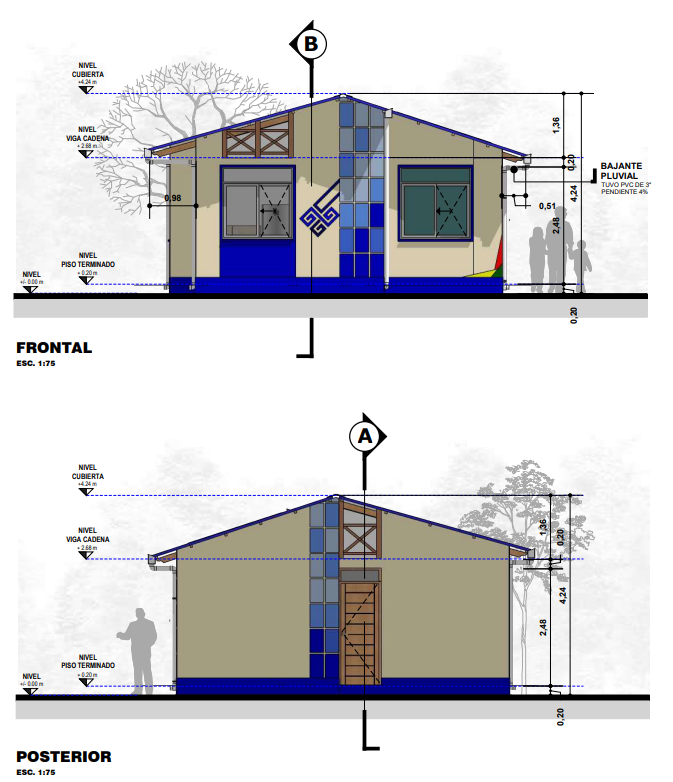 B
NIVEL
CUBIERTA
+4.24 m
NIVEL
VIGA CADENA
+ 2.68 m
1,36
0,20
4,24
BAJANTE
PLUVIAL
TUVO PVC DE 3"
PENDIENTE 4%
0,98
0,51
2,48
NIVEL
PISO TERMINADO
+ 0.20 m
NIVEL
+/- 0.00 m
0,20
FRONTAL
ESC. 1:75
A
NIVEL
CUBIERTA
+4.24 m
NIVEL
VIGA CADENA
+ 2.68 m
1,36
0,20
4,24
2,48
NIVEL
PISO TERMINADO
+ 0.20 m
NIVEL
+/- 0.00 m
0,20
POSTERIOR
ESC. 1:75